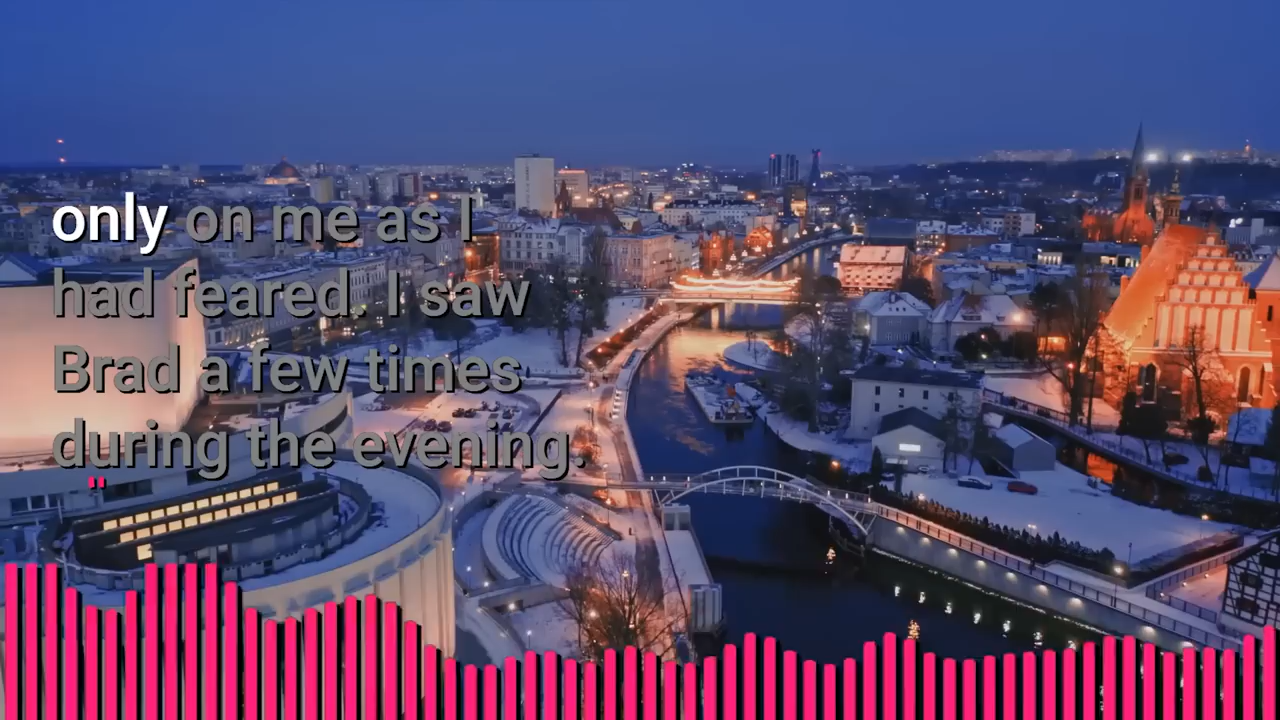 only on me as I
had feared. I saw
Brad a few times
during the evening.